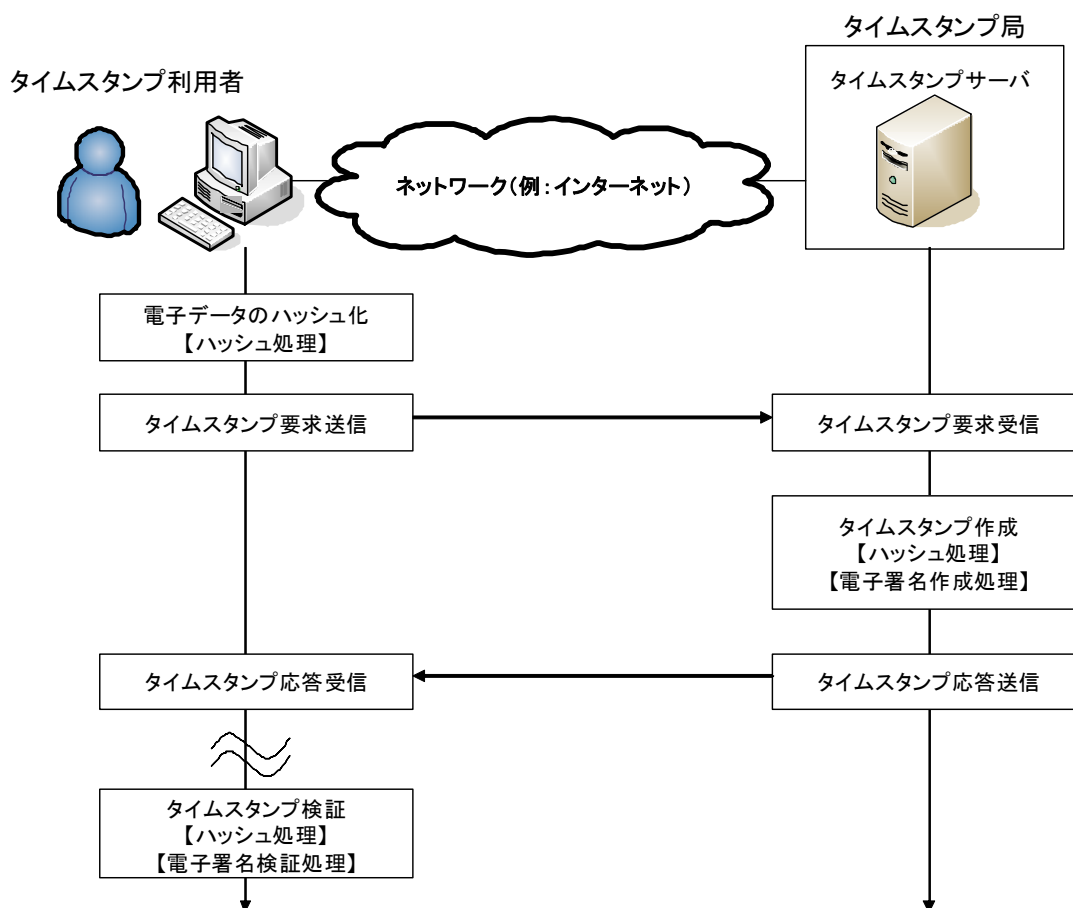 タイムスタンプ局
タイムスタンプ利用者
タイムスタンプサーバ
ネットワーク（例：インターネット）
電子データのハッシュ化
【ハッシュ処理】
タイムスタンプ要求送信
タイムスタンプ要求受信
タイムスタンプ作成
【ハッシュ処理】
【電子署名作成処理】
タイムスタンプ応答受信
タイムスタンプ応答送信
タイムスタンプ検証
【ハッシュ処理】
【電子署名検証処理】